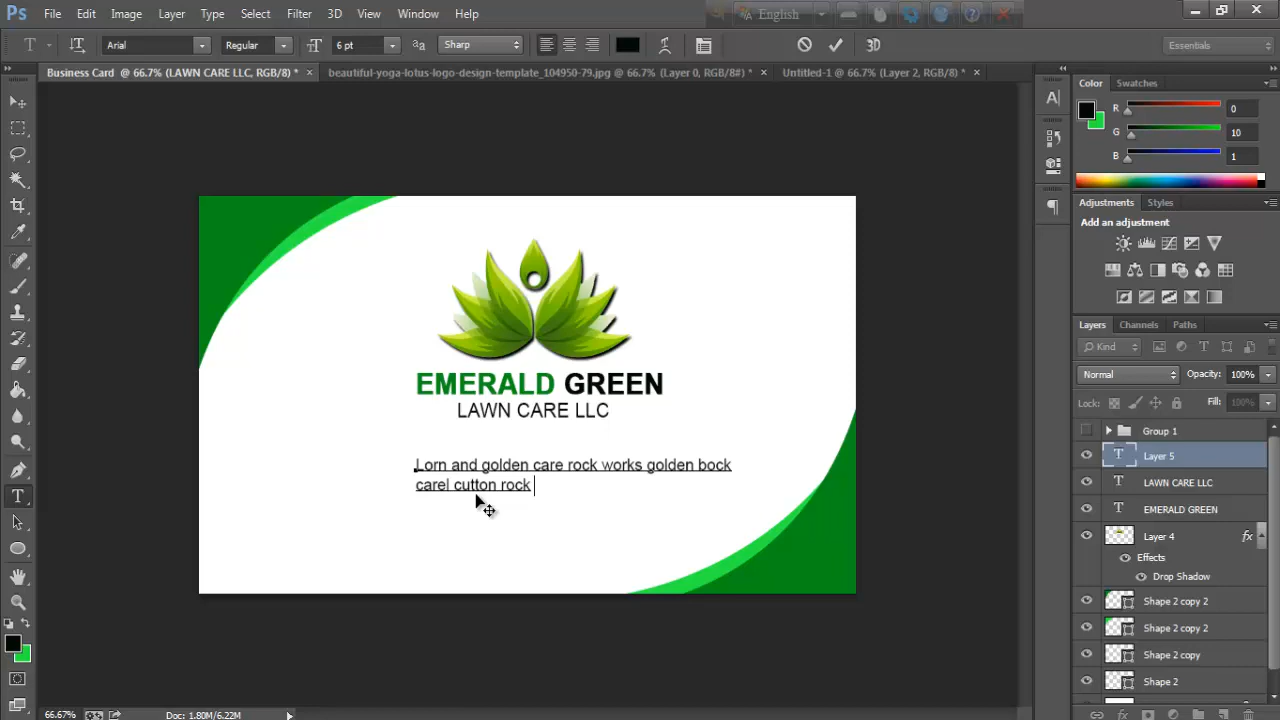 Ps File Edit Image Layer Type Select Filter 3D View Window Help English
T Arial Regular 6 pt aa Sharp 3D Essentials
Business Card @ 66.7% (LAWN CARE LLC, RGB/8) * × beautiful-yoga-lotus-logo-design-template_104950-79.jpg @ 66.7% (Layer 0, RGB/8#) * × Untitled-1 @ 66.7% (Layer 2, RGB/8) * ×
Color Swatches
R 0
G 10
B 1
Adjustments Styles
Add an adjustment
EMERALD GREEN
LAWN CARE LLC
Lorn and golden care rock works golden bock
carel cutton rock
Layers Channels Paths
Kind
Normal Opacity: 100%
Lock: Fill: 100%
Group 1
T Layer 5
T LAWN CARE LLC
T EMERALD GREEN
Layer 4 fx
Effects
Drop Shadow
Shape 2 copy 2
Shape 2 copy 2
Shape 2 copy
Shape 2
66.67% Doc: 1.80M/6.22M